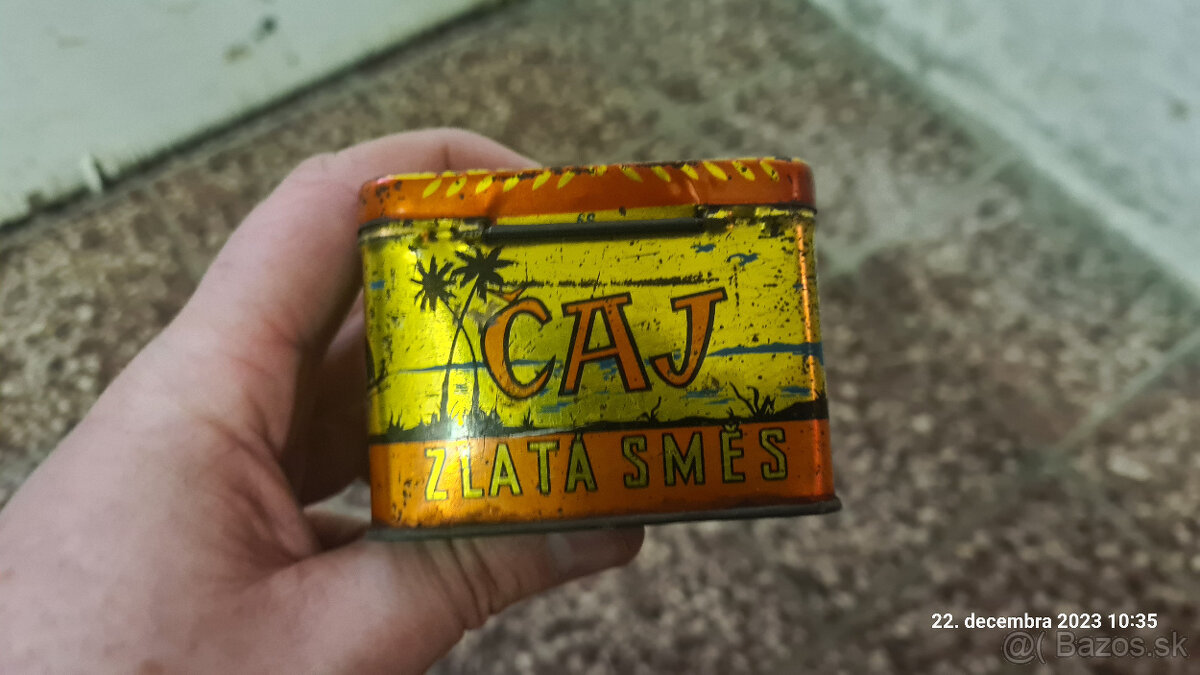 ČAJ
ZLATÁ SMĚS
22. decembra 2023 10:35
@( Bazos.sk